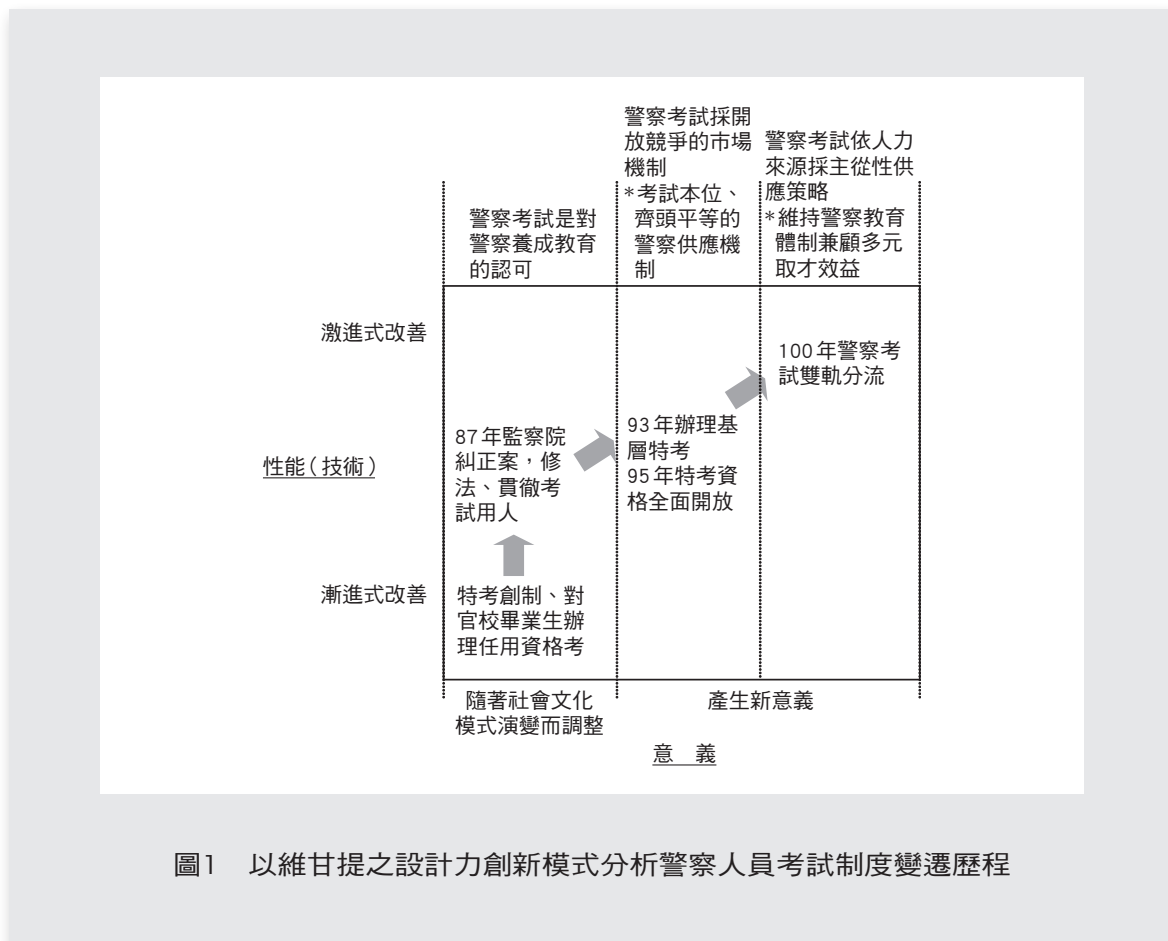 警察考試採開
放競爭的市場
機制
*考試本位、
齊頭平等的
警察供應機
制
警察考試依人力
來源採主從性供
應策略
*維持警察教育
體制兼顧多元
取才效益
警察考試是對
警察養成教育
的認可
激進式改善
100年警察考
試雙軌分流
93年辦理基
層特考
95年特考資
格全面開放
87年監察院
糾正案,修
法、貫徹考
試用人
性能(技術)
漸進式改善
特考創制、對
官校畢業生辦
理任用資格考
隨著社會文化
模式演變而調整
產生新意義
意 義
圖1 以維甘提之設計力創新模式分析警察人員考試制度變遷歷程